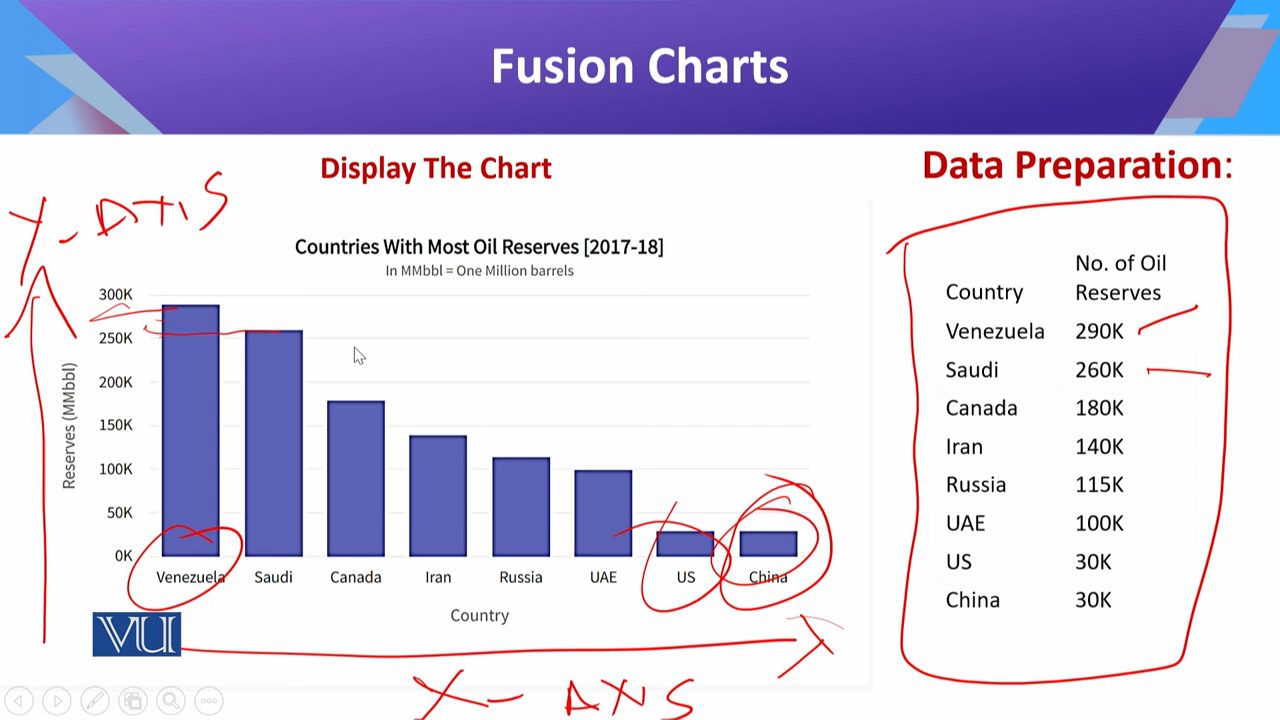 Fusion Charts
Display The Chart
Y-AXIS
Countries With Most Oil Reserves [2017-18]
In MMbbl = One Million barrels
300K
250K
200K
150K
100K
50K
0K
Reserves (MMbbl)
Venezuela Saudi Canada Iran Russia UAE US China
Country
VU
X-AXIS
Data Preparation:
Country No. of Oil Reserves
Venezuela 290K
Saudi 260K
Canada 180K
Iran 140K
Russia 115K
UAE 100K
US 30K
China 30K